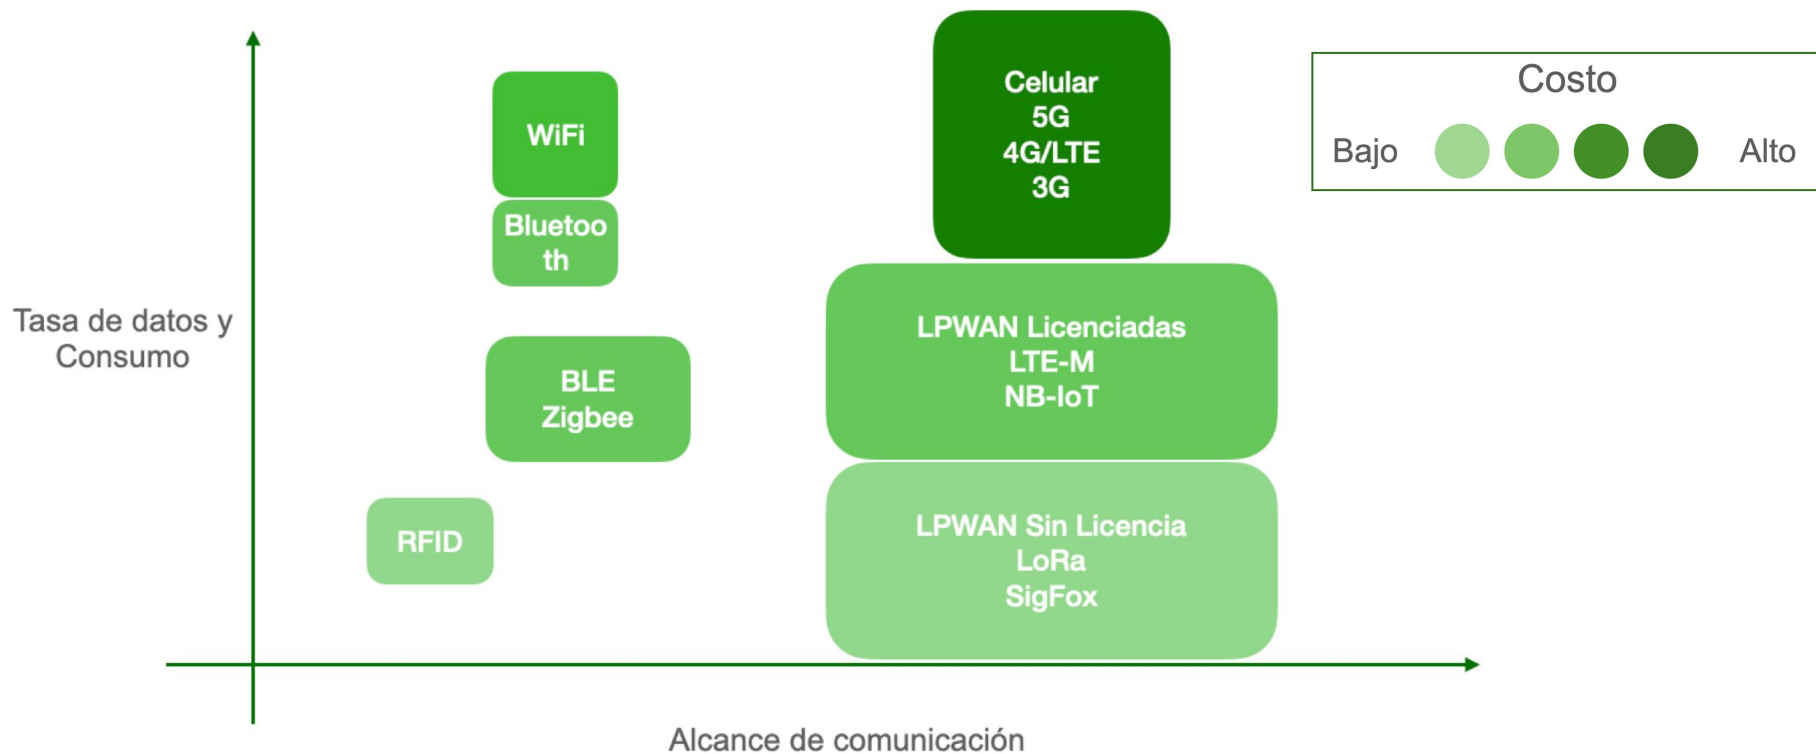 Celular
5G
4G/LTE
3G
WiFi
Bluetoo
th
Costo
Bajo
Alto
Tasa de datos y
Consumo
BLE
Zigbee
LPWAN Licenciadas
LTE-M
NB-IoT
RFID
LPWAN Sin Licencia
LoRa
SigFox
Alcance de comunicación